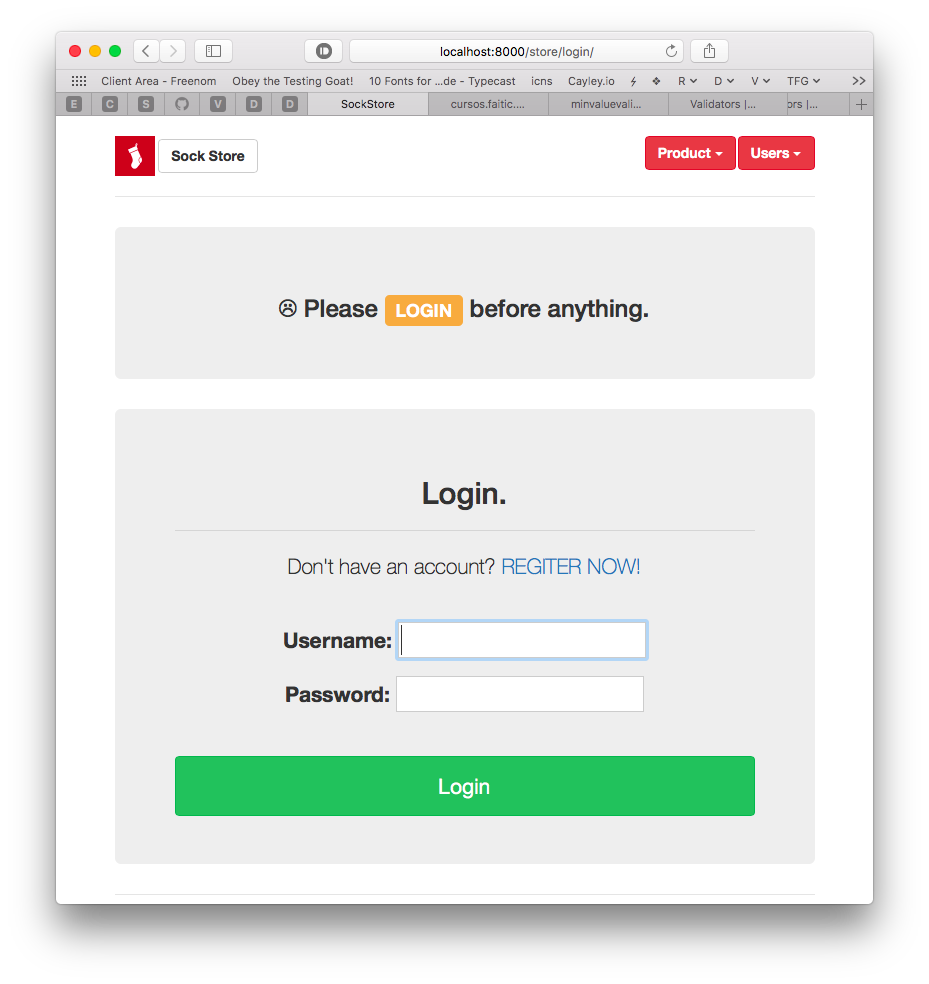 localhost:8000/store/login/
Client Area - Freenom Obey the Testing Goat! 10 Fonts for ...de - Typecast icns Cayley.io R D V TFG
E C S V D D SockStore cursos.faitic.... minvaluevali... Validators |... ors |...
Sock Store Product Users
☹ Please LOGIN before anything.
Login.
Don't have an account? REGITER NOW!
Username:
Password:
Login